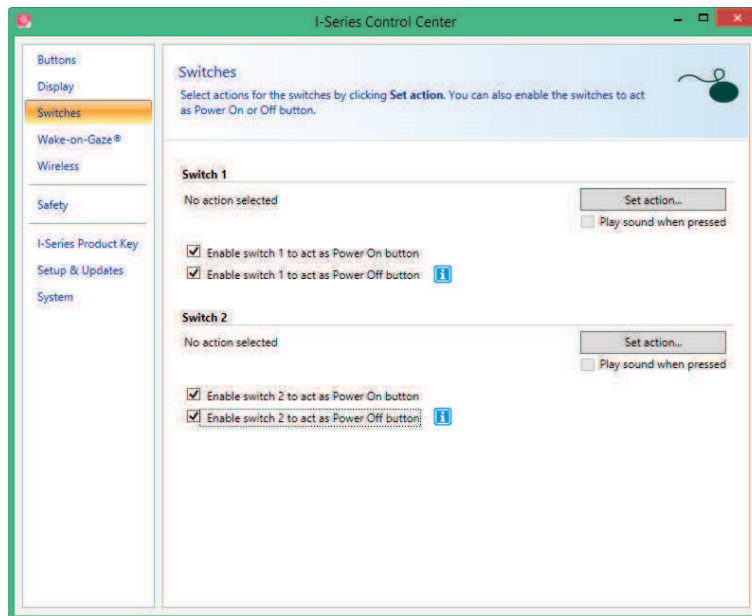 I-Series Control Center
Buttons
Display
Switches
Wake-on-Gaze®
Wireless
Safety
I-Series Product Key
Setup & Updates
System
Switches
Select actions for the switches by clicking Set action. You can also enable the switches to act
as Power On or Off button.
Switch 1
No action selected
Set action...
Play sound when pressed
Enable switch 1 to act as Power On button
Enable switch 1 to act as Power Off button
Switch 2
No action selected
Set action...
Play sound when pressed
Enable switch 2 to act as Power On button
Enable switch 2 to act as Power Off button